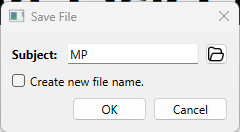 Save File
Subject: MP
Create new file name.
OK Cancel